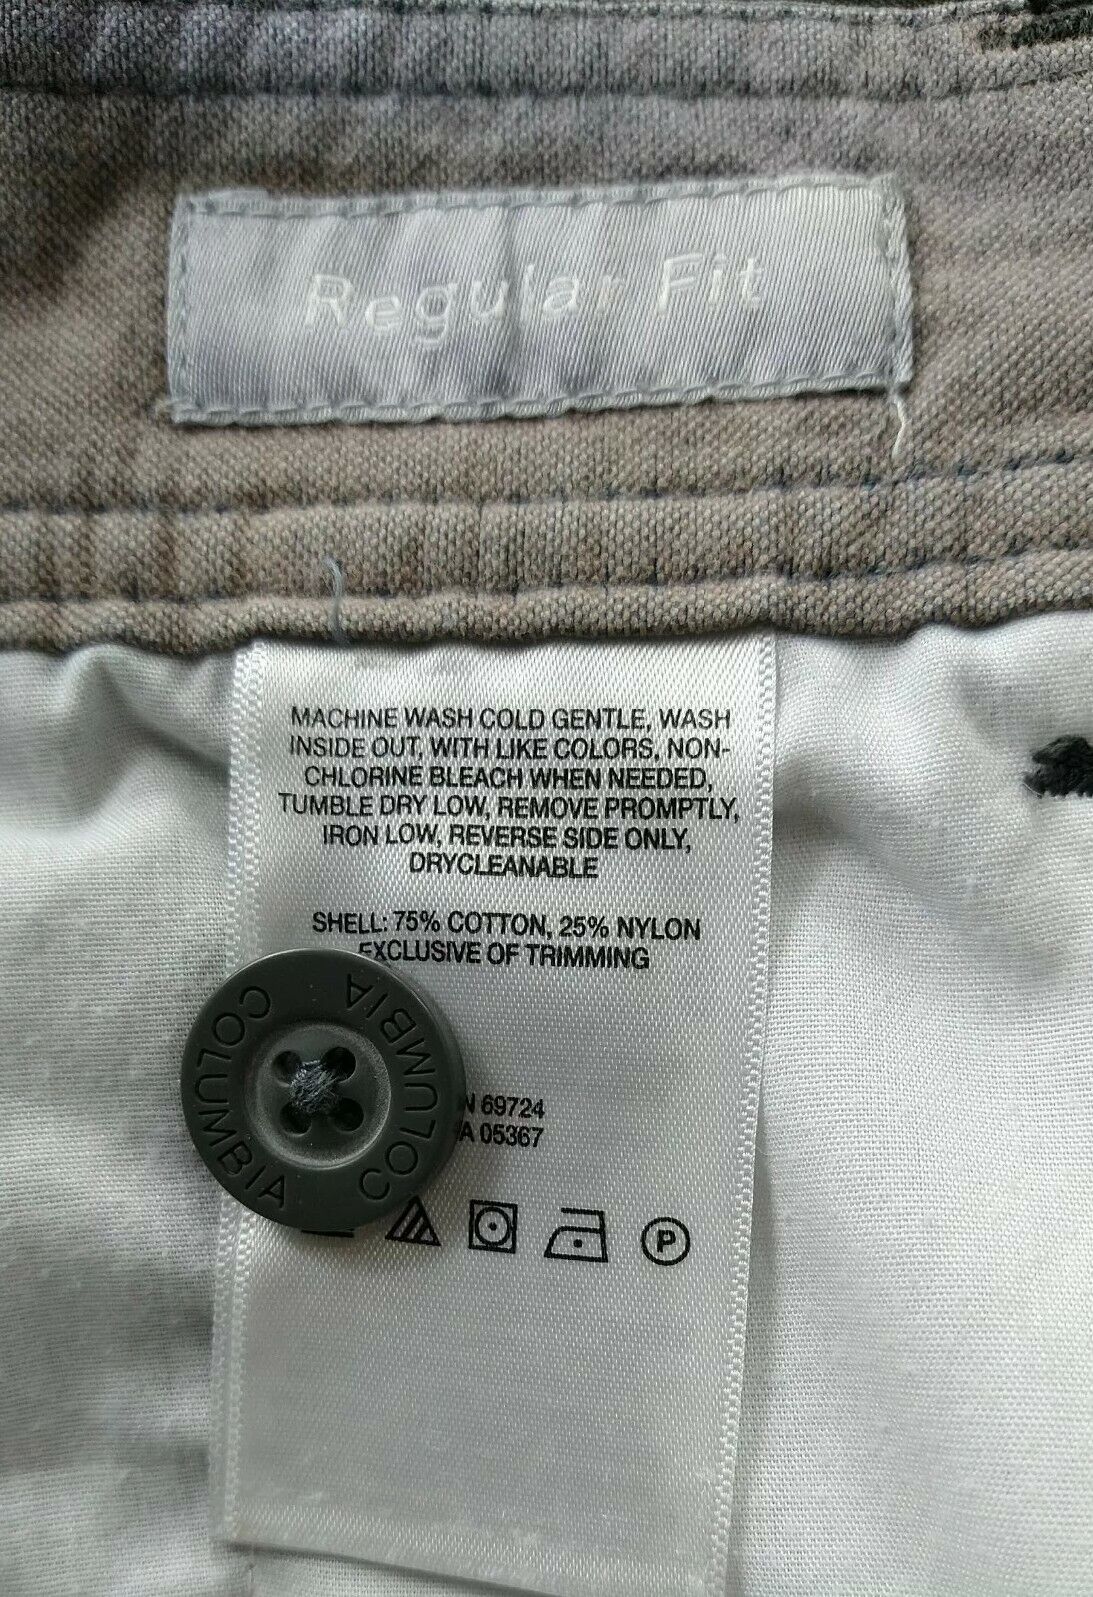 Regular Fit
MACHINE WASH COLD GENTLE, WASH
INSIDE OUT, WITH LIKE COLORS, NON-
CHLORINE BLEACH WHEN NEEDED,
TUMBLE DRY LOW, REMOVE PROMPTLY,
IRON LOW, REVERSE SIDE ONLY,
DRYCLEANABLE
SHELL: 75% COTTON, 25% NYLON
EXCLUSIVE OF TRIMMING
COLUMBIA
COLUMBIA
N 69724
A 05367
P